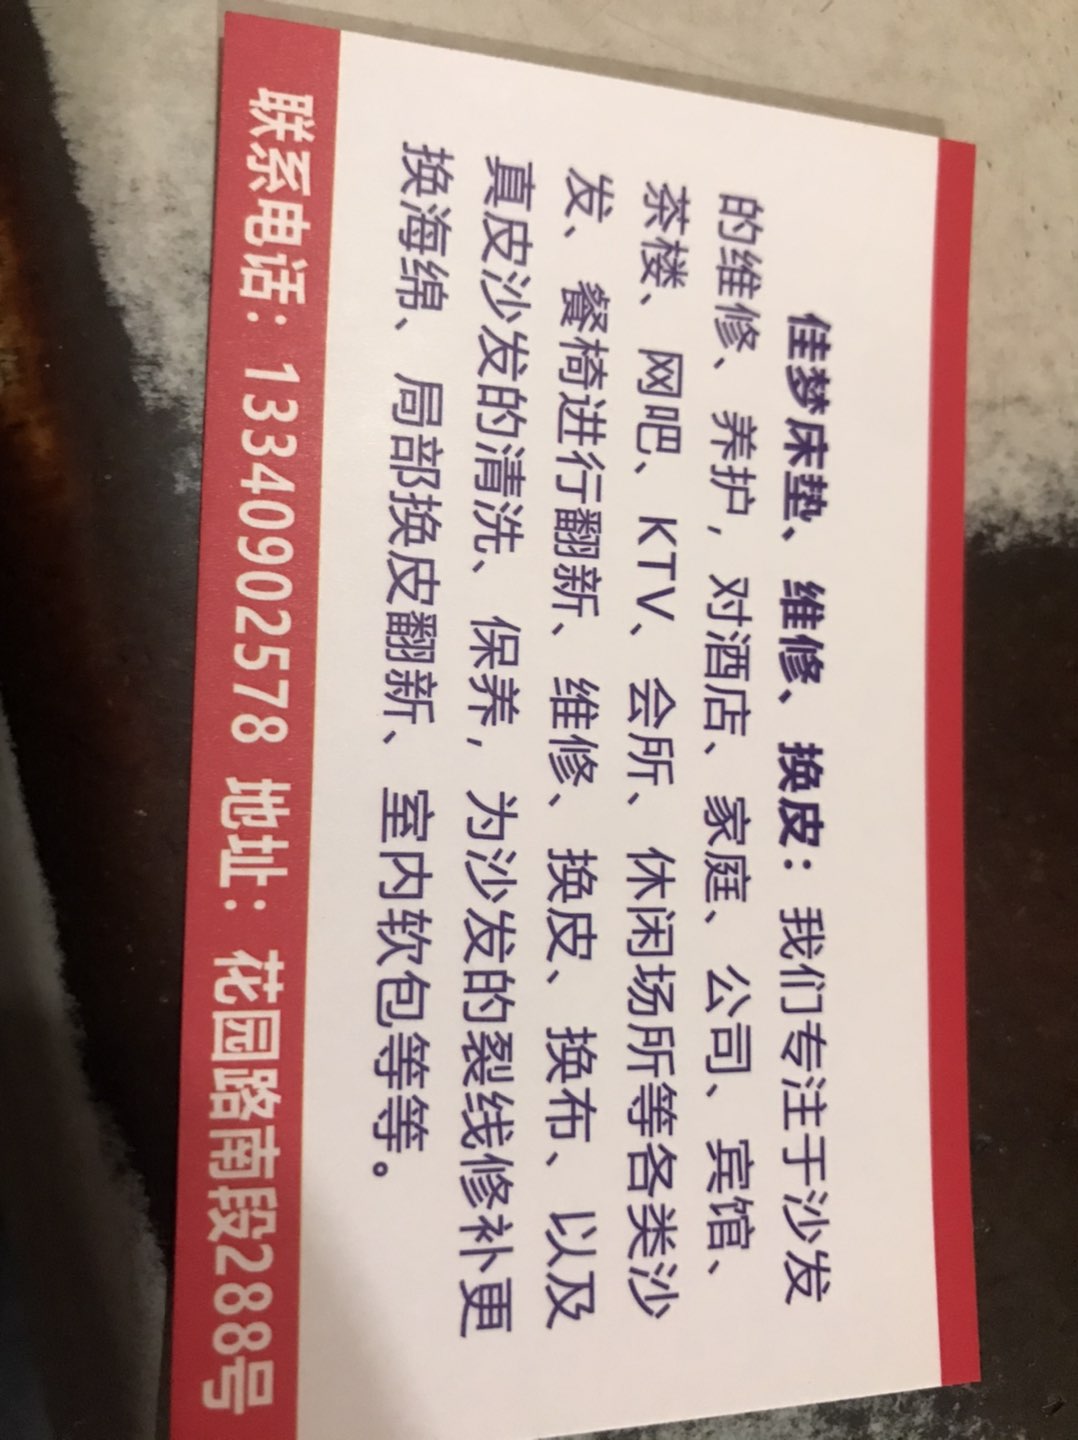 佳梦床垫、维修、换皮：我们专注于沙发
的维修、养护，对酒店、家庭、公司、宾馆、
茶楼、网吧、KTV、会所、休闲场所等各类沙
发、餐椅进行翻新、维修、换皮、换布、以及
真皮沙发的清洗、保养，为沙发的裂线修补更
换海绵、局部换皮翻新、室内软包等等。
联系电话：13340902578 地址：花园路南段288号